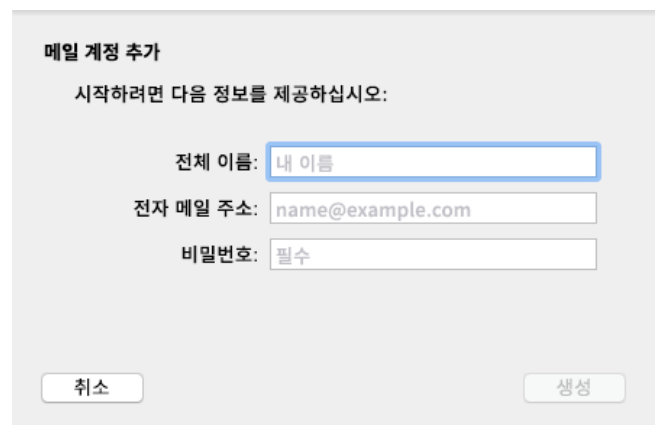 메일 계정 추가
시작하려면 다음 정보를 제공하십시오:
전체 이름: 내 이름
전자 메일 주소: name@example.com
비밀번호: 필수
취소 생성